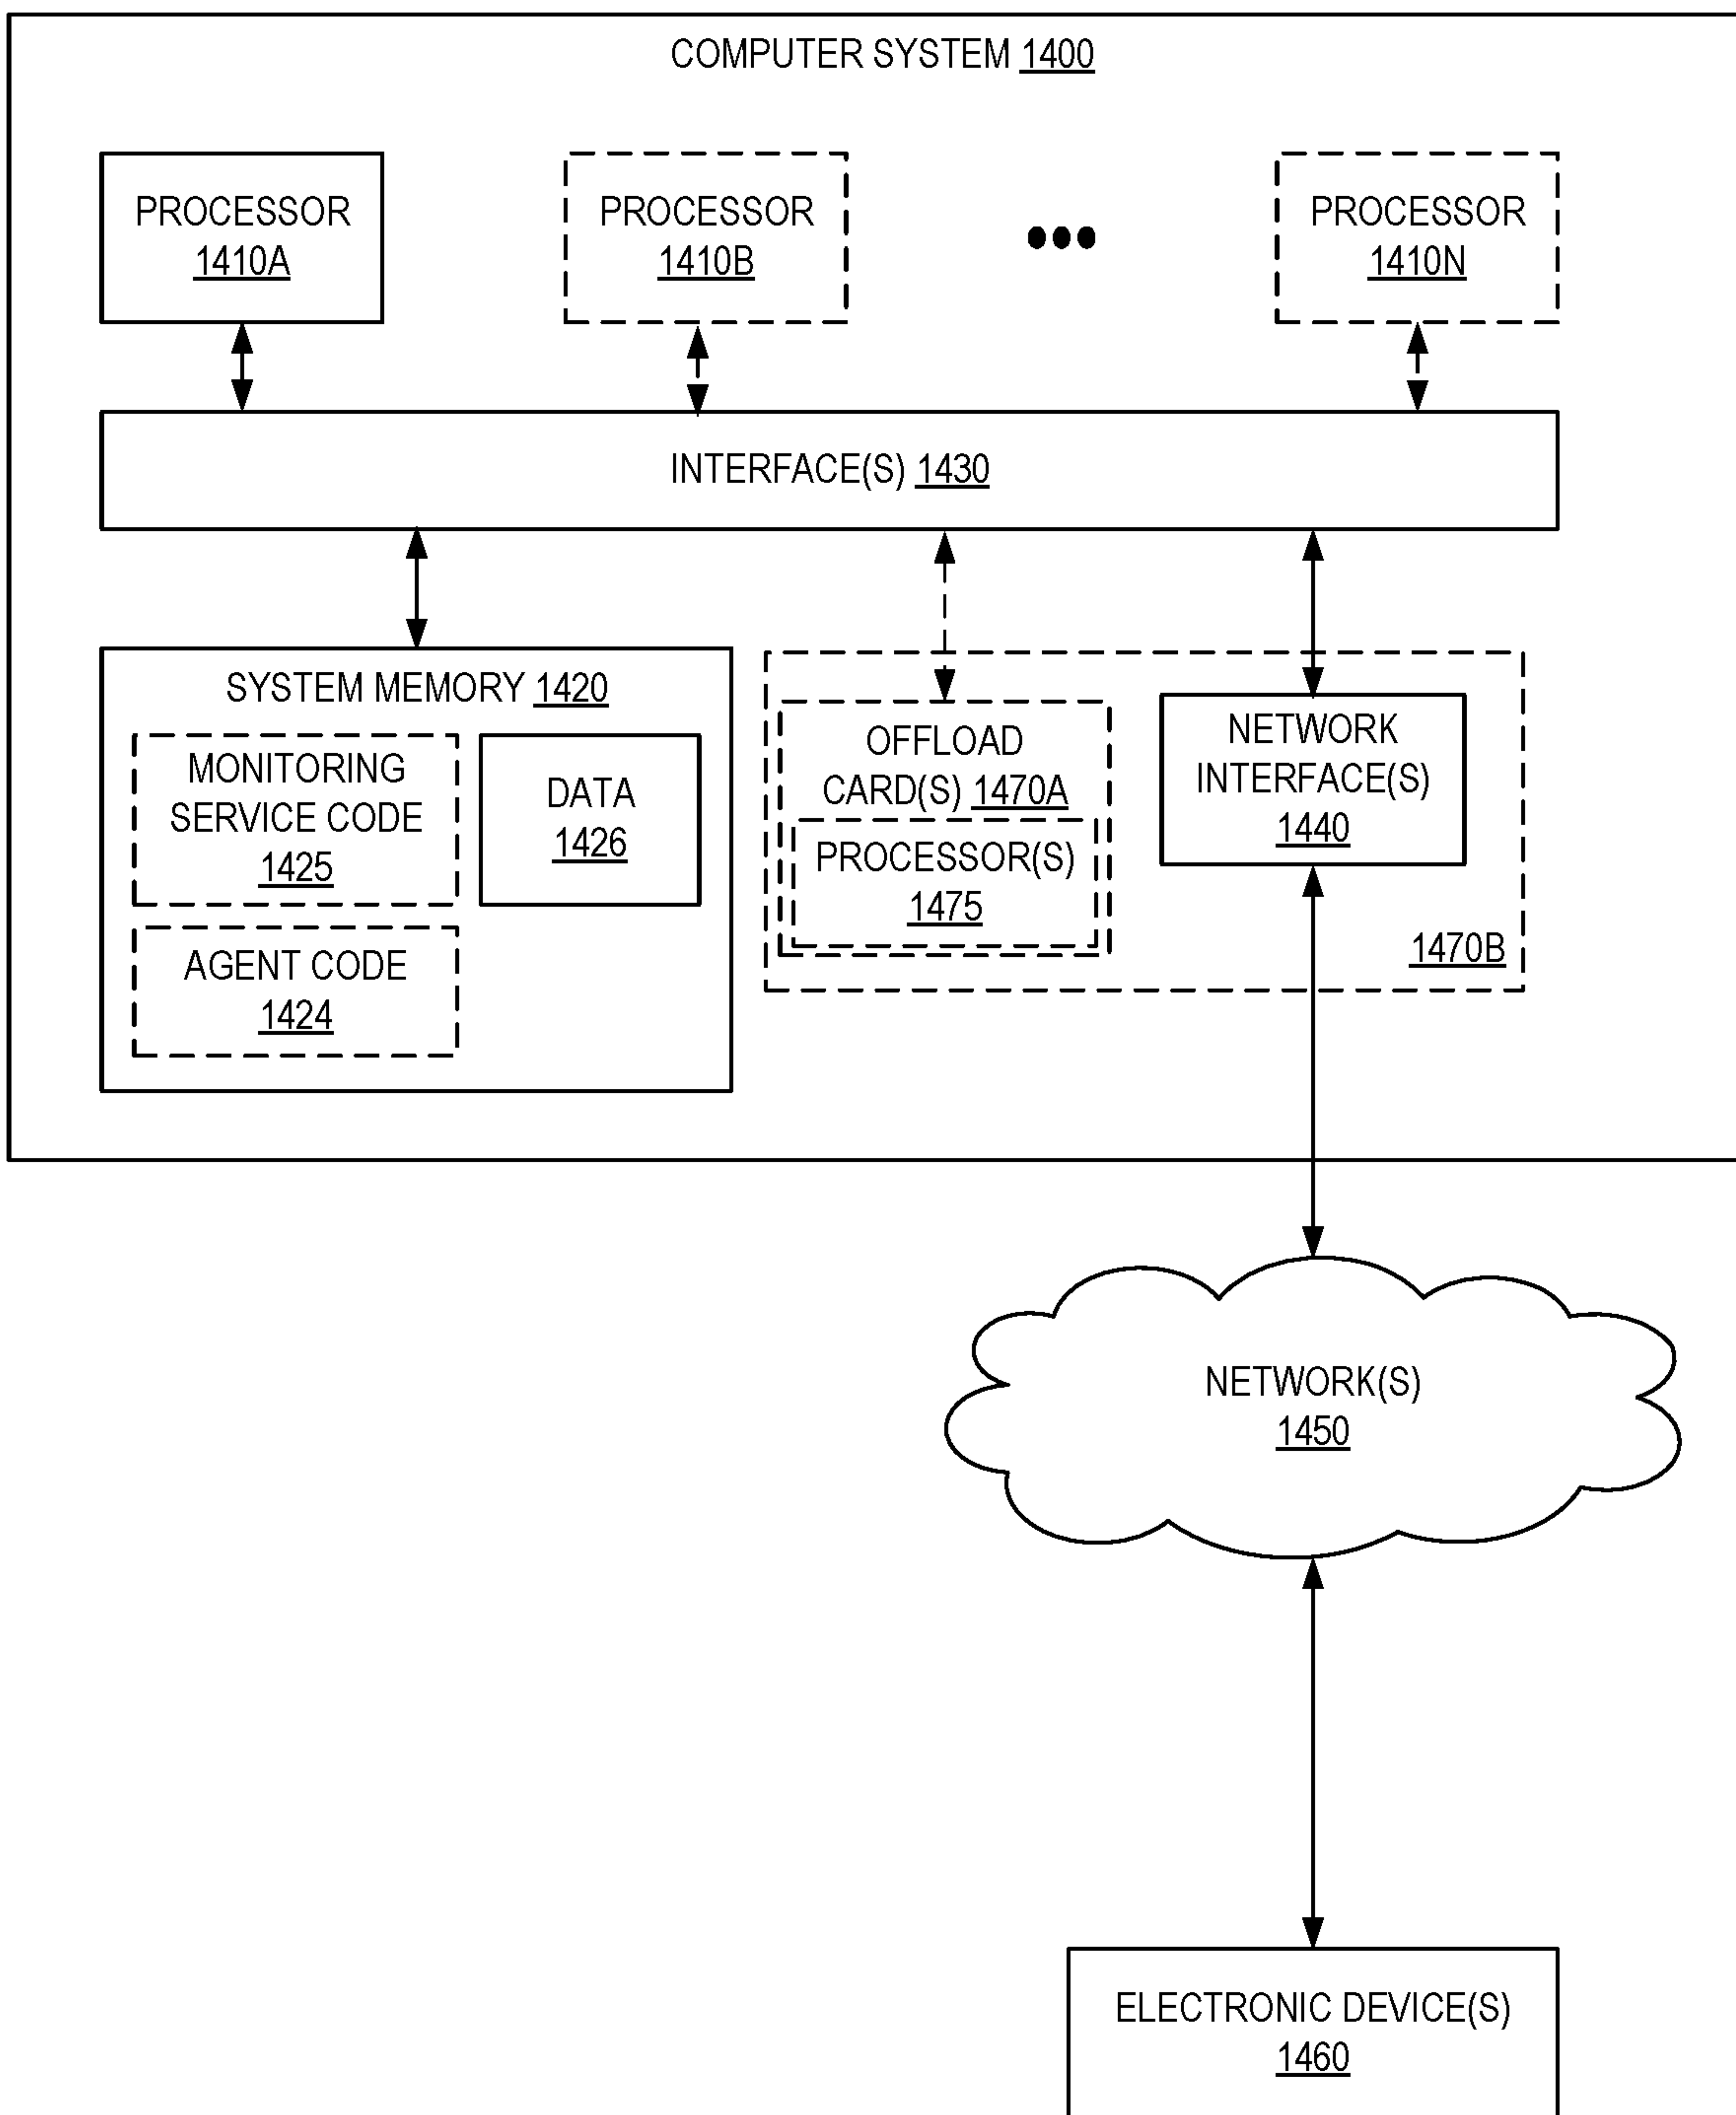 COMPUTER SYSTEM 1400
PROCESSOR
1410A
PROCESSOR
1410B
PROCESSOR
1410N
INTERFACE(S) 1430
SYSTEM MEMORY 1420
MONITORING
SERVICE CODE
1425
DATA
1426
AGENT CODE
1424
OFFLOAD
CARD(S) 1470A
PROCESSOR(S)
1475
NETWORK
INTERFACE(S)
1440
1470B
NETWORK(S)
1450
ELECTRONIC DEVICE(S)
1460